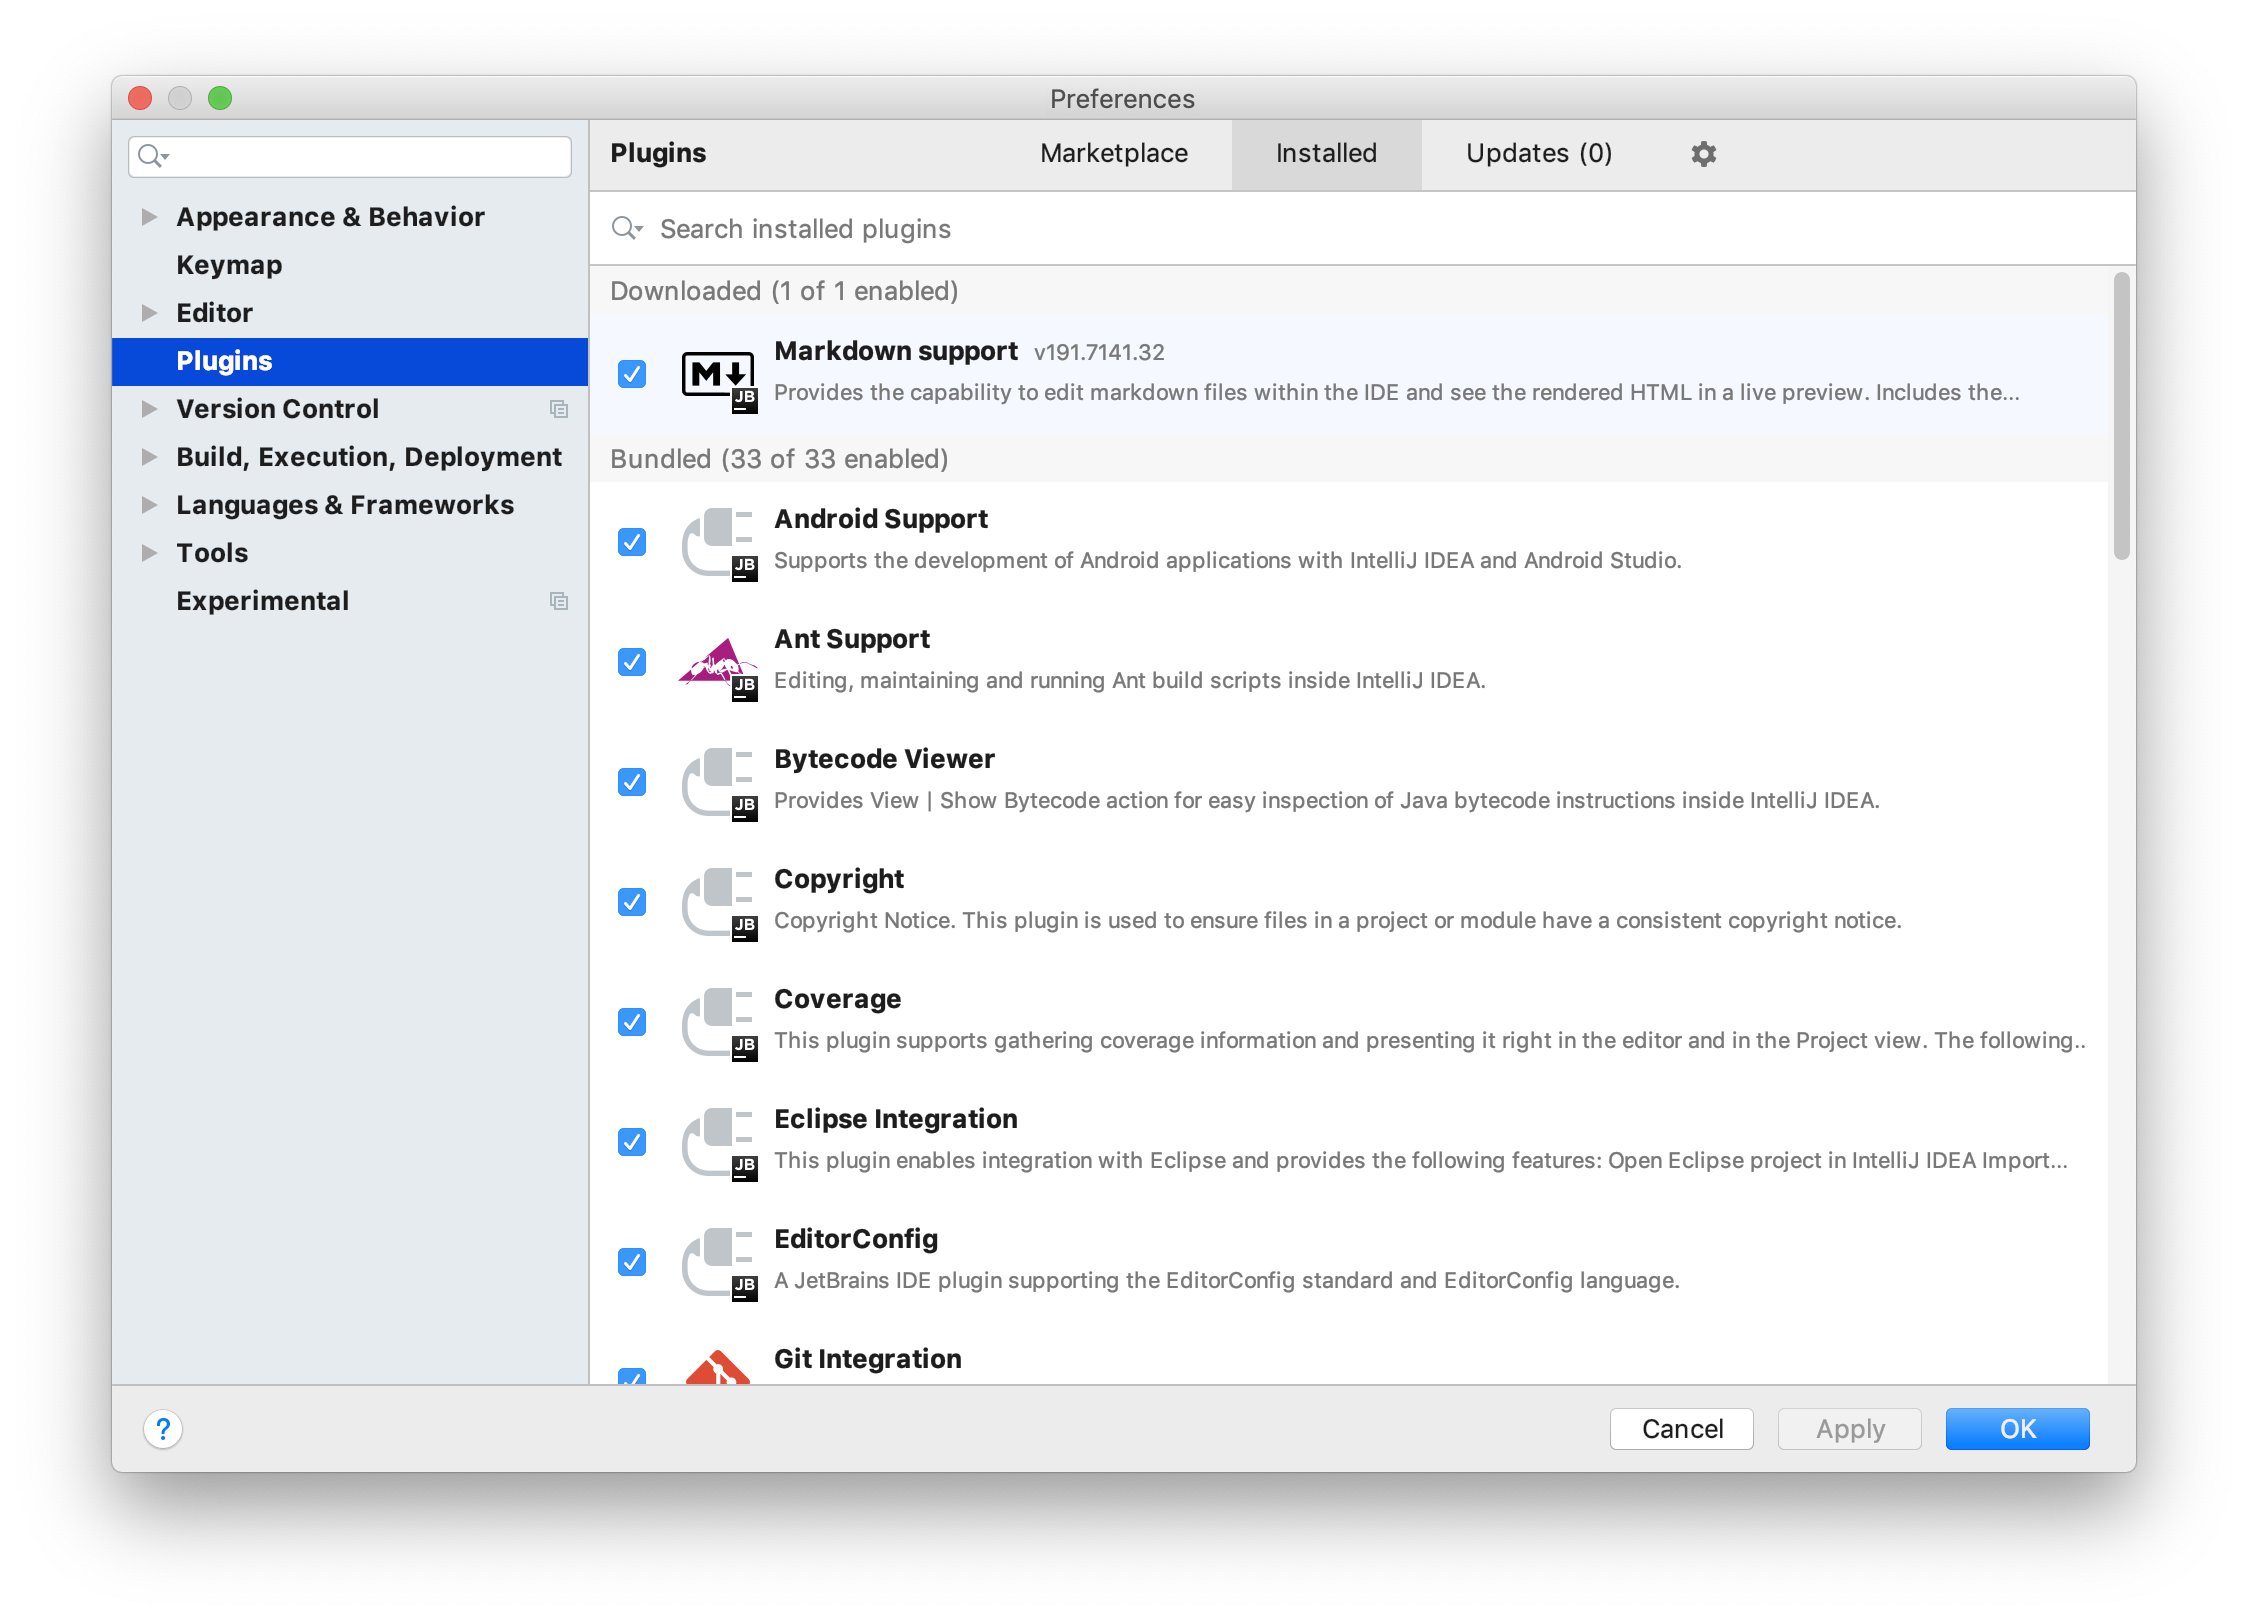 Preferences
Plugins
Marketplace
Installed
Updates (0)
Appearance & Behavior
Keymap
Editor
Plugins
Version Control
Build, Execution, Deployment
Languages & Frameworks
Tools
Experimental
Search installed plugins
Downloaded (1 of 1 enabled)
M
JB
Markdown support v191.7141.32
Provides the capability to edit markdown files within the IDE and see the rendered HTML in a live preview. Includes the...
Bundled (33 of 33 enabled)
JB
Android Support
Supports the development of Android applications with IntelliJ IDEA and Android Studio.
JB
Ant Support
Editing, maintaining and running Ant build scripts inside IntelliJ IDEA.
JB
Bytecode Viewer
Provides View | Show Bytecode action for easy inspection of Java bytecode instructions inside IntelliJ IDEA.
JB
Copyright
Copyright Notice. This plugin is used to ensure files in a project or module have a consistent copyright notice.
JB
Coverage
This plugin supports gathering coverage information and presenting it right in the editor and in the Project view. The following..
JB
Eclipse Integration
This plugin enables integration with Eclipse and provides the following features: Open Eclipse project in IntelliJ IDEA Import...
JB
EditorConfig
A JetBrains IDE plugin supporting the EditorConfig standard and EditorConfig language.
JB
Git Integration
?
Cancel
Apply
OK